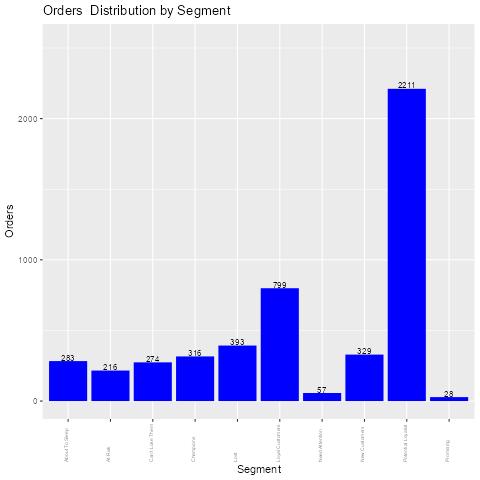 Orders  Distribution by Segment
2211
2000
Orders
1000
799
393
329
316
283
274
216
57
28
0
About To Sleep
At Risk
Can't Lose Them
Champions
Lost
Loyal Customers
Need Attention
New Customers
Potential Loyalist
Promising
Segment